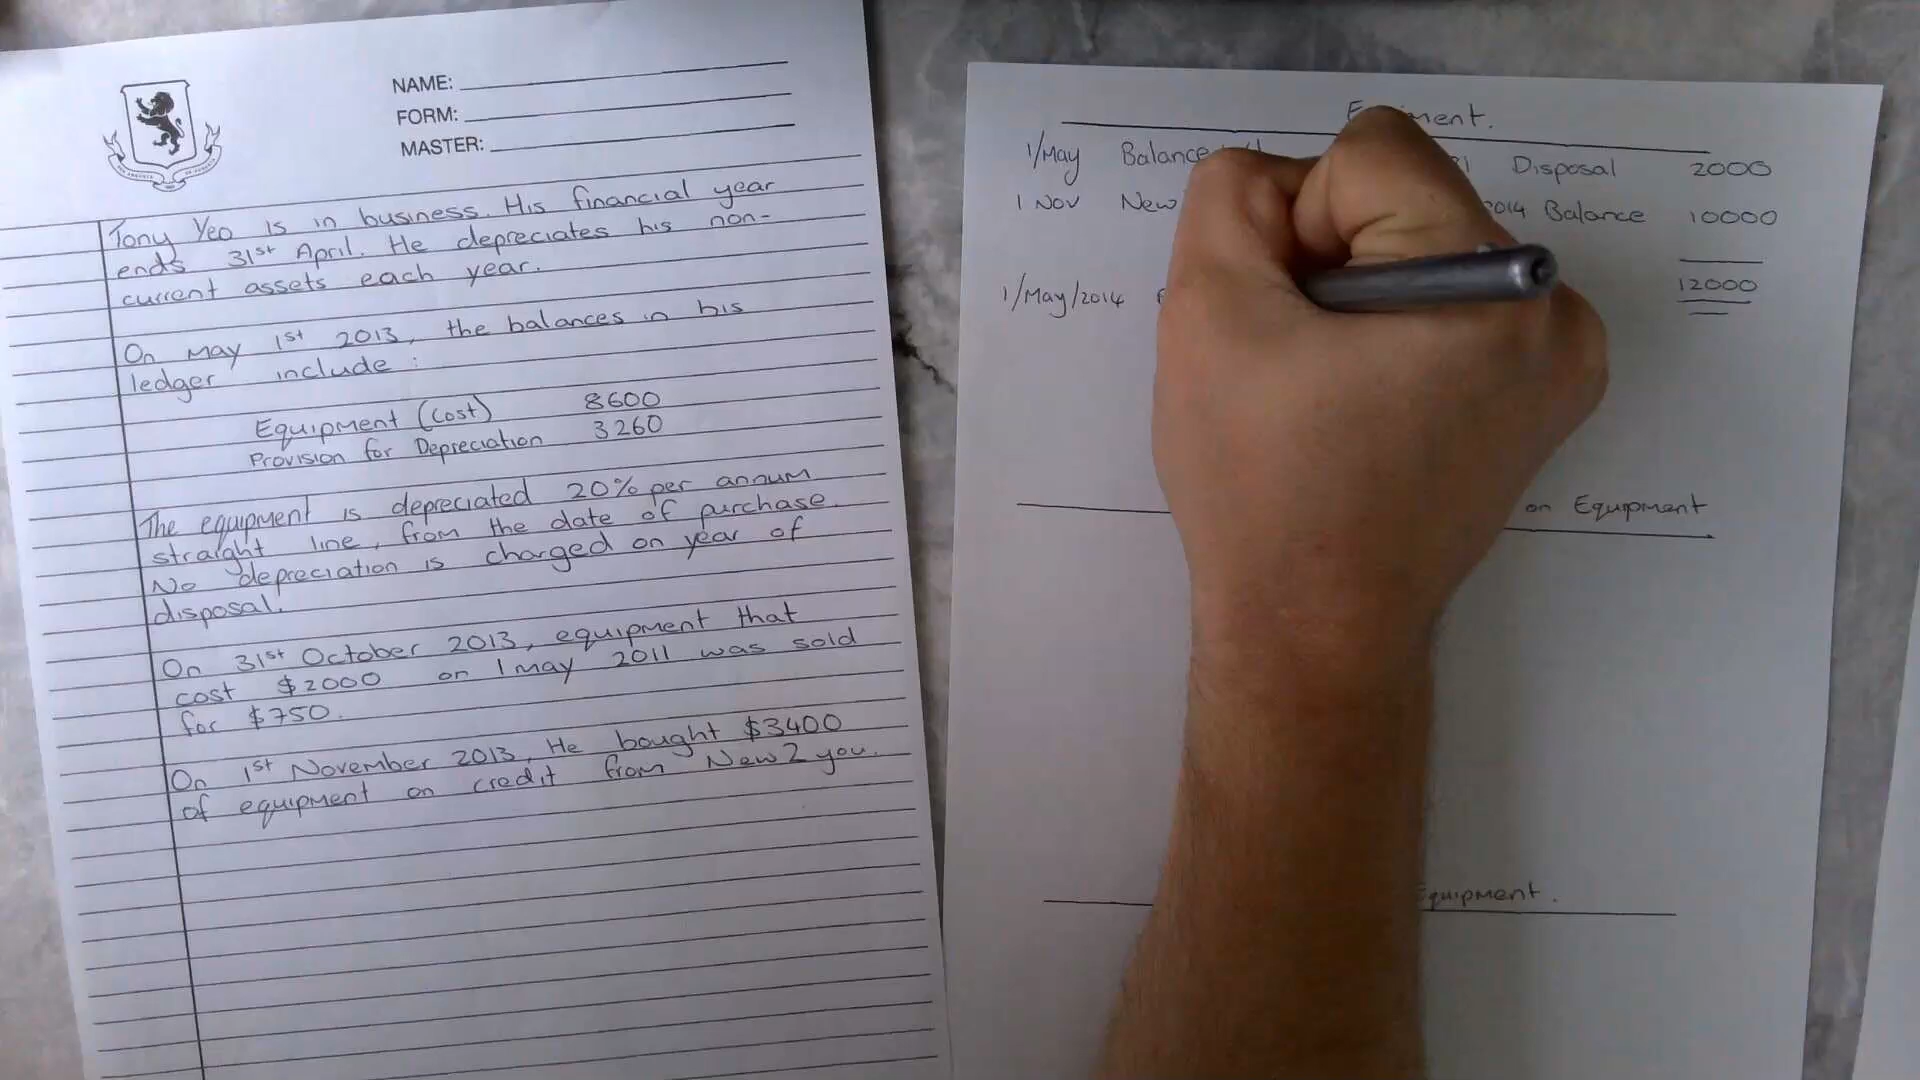 NAME:
FORM:
MASTER:
Tony Yeo is in business. His financial year
ends 31st April. He depreciates his non-
current assets each year.
On May 1st 2013, the balances in his
ledger include :
Equipment (cost) 8600
Provision for Depreciation 3260
The equipment is depreciated 20% per annum
straight line, from the date of purchase.
No depreciation is charged on year of
disposal.
On 31st October 2013, equipment that
cost $2000 on 1 may 2011 was sold
for $750.
On 1st November 2013, He bought $3400
of equipment on credit from New 2 you.
1/May Balance Disposal 2000
1 Nov New 2014 Balance 10000
12000
1/May/2014
on Equipment
Equipment.